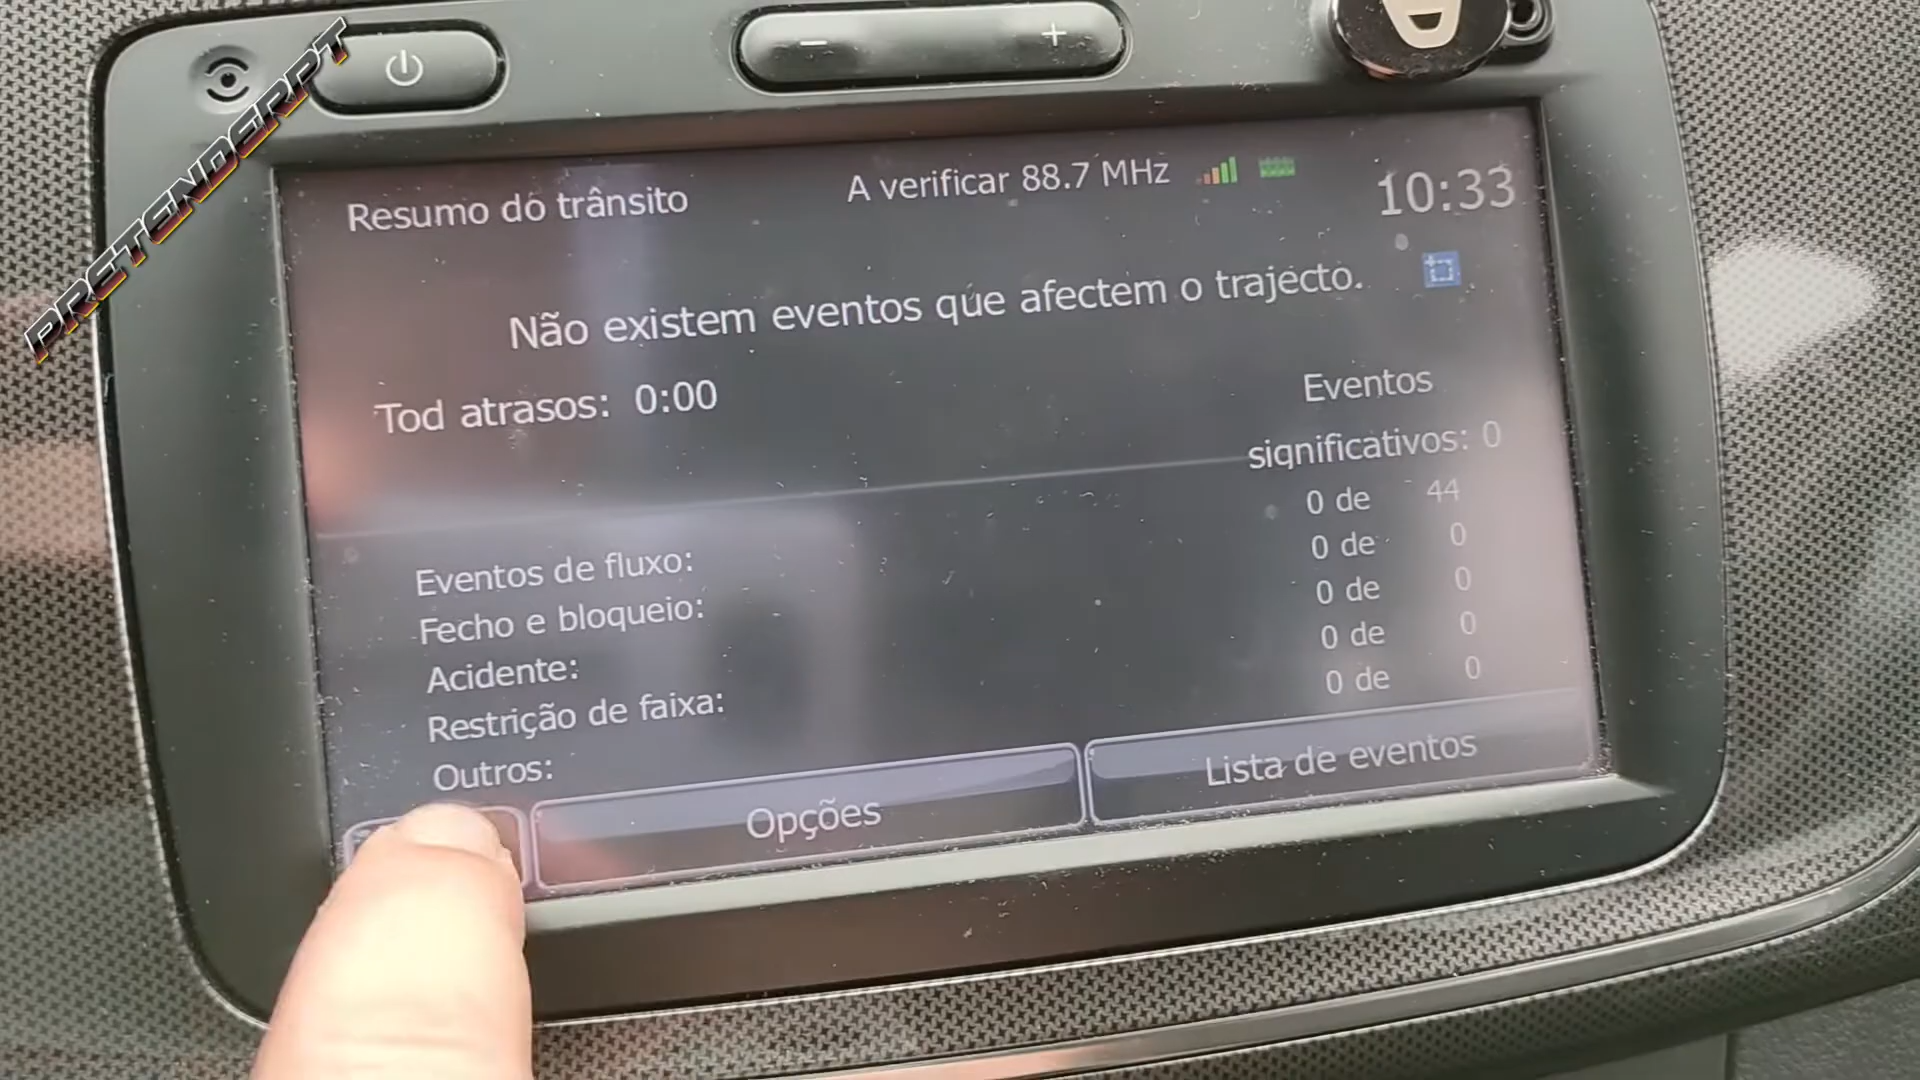 PRETENDERPT
Resumo do trânsito
A verificar 88.7 MHz
10:33
Não existem eventos que afectem o trajecto.
Tod atrasos: 0:00
Eventos
significativos: 0
Eventos de fluxo: 0 de 44
Fecho e bloqueio: 0 de 0
Acidente: 0 de 0
Restrição de faixa: 0 de 0
Outros: 0 de 0
Opções
Lista de eventos